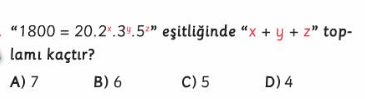 “1800 = 20.2ˣ.3ʸ.5ᶻ” eşitliğinde “x + y + z” top-
lamı kaçtır?
A) 7 B) 6 C) 5 D) 4